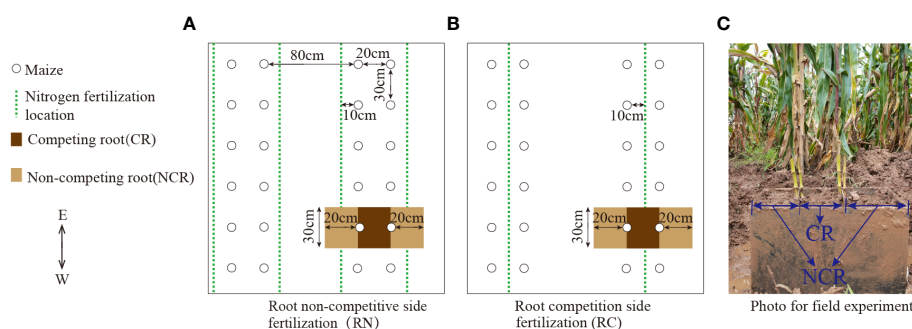 A
B
C
Maize
Nitrogen fertilization
location
Competing root(CR)
Non-competing root(NCR)
E
W
80cm
20cm
30cm
10cm
20cm
20cm
30cm
Root non-competitive side
fertilization (RN)
10cm
20cm
20cm
30cm
Root competition side
fertilization (RC)
CR
NCR
Photo for field experiment